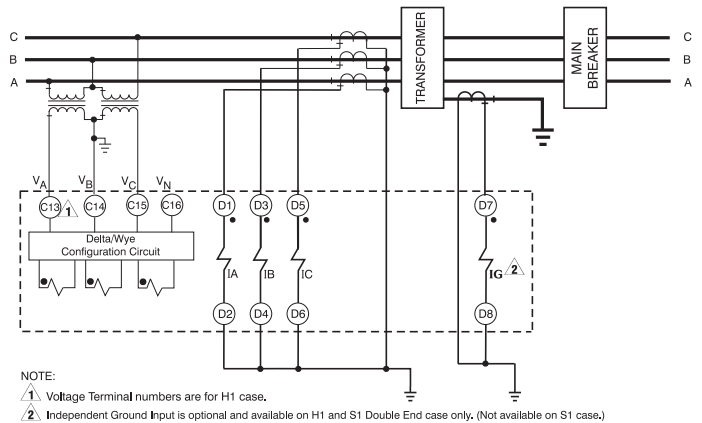 C
B
A
TRANSFORMER
MAIN
BREAKER
C
B
A
VA
VB
VC
VN
C13
1
C14
C15
C16
D1
D3
D5
D7
Delta/Wye
Configuration Circuit
IA
IB
IC
IG
2
D2
D4
D6
D8
NOTE:
1 Voltage Terminal numbers are for H1 case.
2 Independent Ground Input is optional and available on H1 and S1 Double End case only. (Not available on S1 case.)